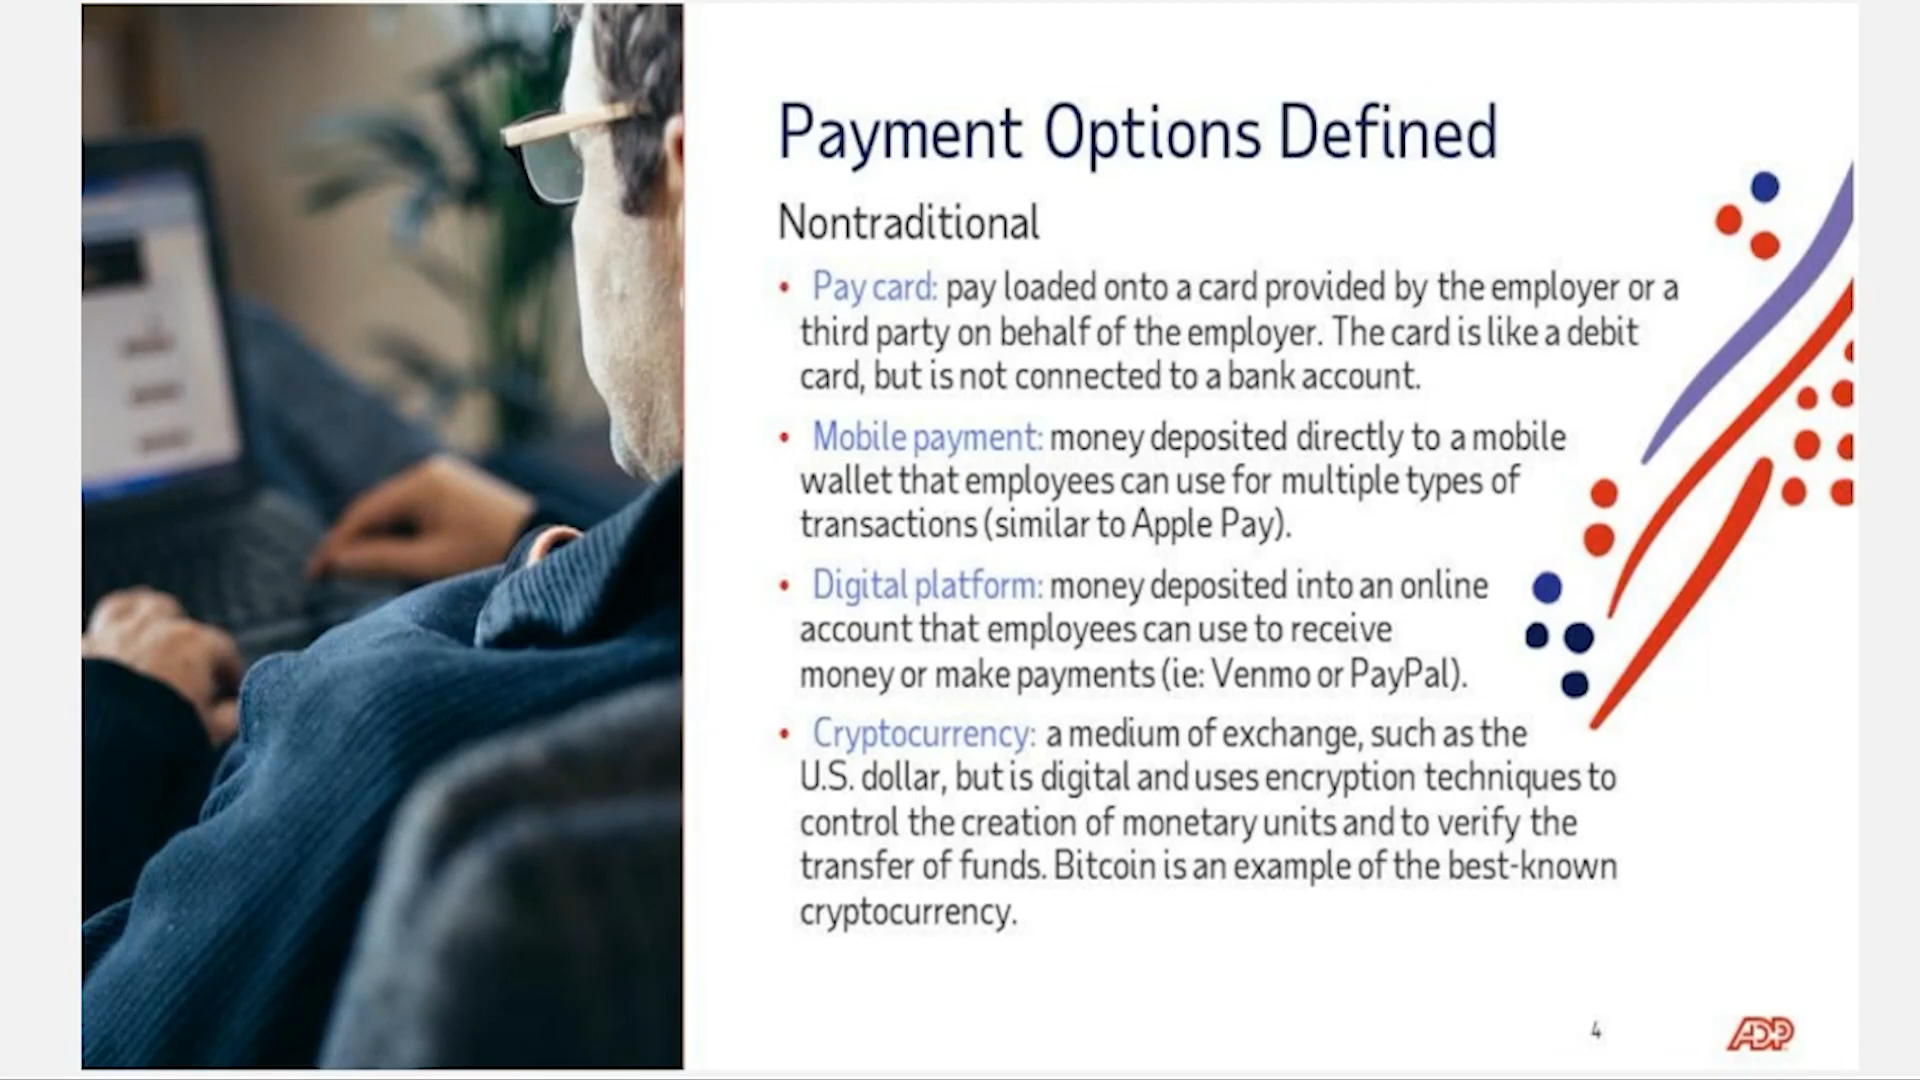 Payment Options Defined
Nontraditional
• Pay card: pay loaded onto a card provided by the employer or a
third party on behalf of the employer. The card is like a debit
card, but is not connected to a bank account.
• Mobile payment: money deposited directly to a mobile
wallet that employees can use for multiple types of
transactions (similar to Apple Pay).
• Digital platform: money deposited into an online
account that employees can use to receive
money or make payments (ie: Venmo or PayPal).
• Cryptocurrency: a medium of exchange, such as the
U.S. dollar, but is digital and uses encryption techniques to
control the creation of monetary units and to verify the
transfer of funds. Bitcoin is an example of the best-known
cryptocurrency.
4
ADP